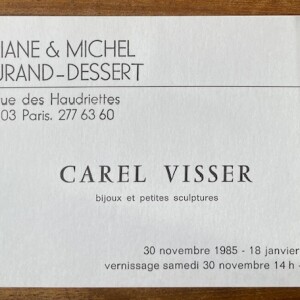 IANE & MICHEL
URAND-DESSERT
ue des Haudriettes
03 Paris. 277 63 60
CAREL VISSER
bijoux et petites sculptures
30 novembre 1985 - 18 janvier
vernissage samedi 30 novembre 14 h -